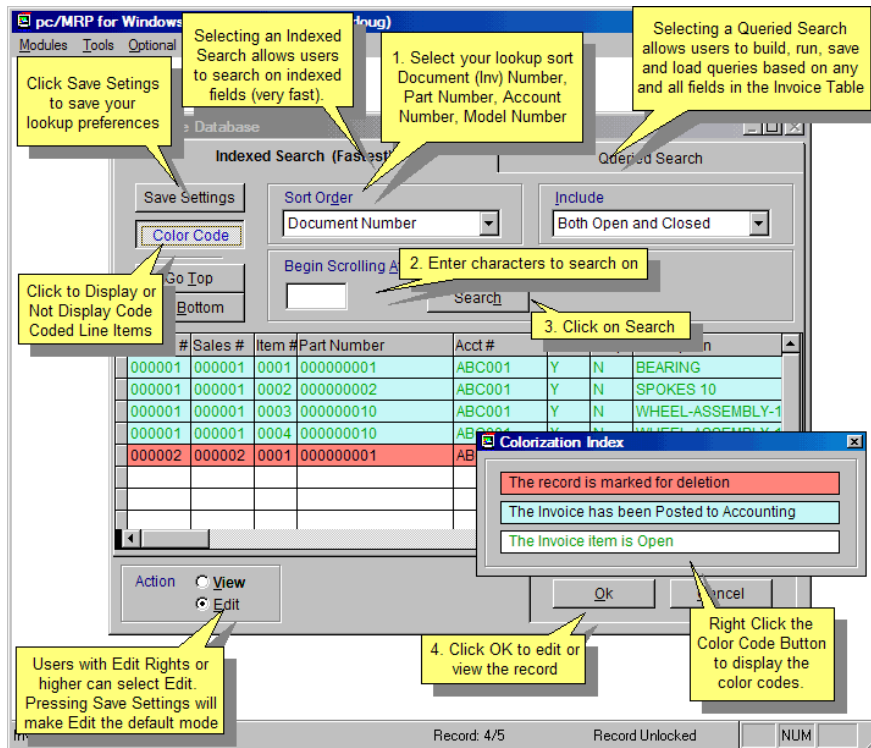 pc/MRP for Windows
doug)
Modules Tools Optional
Selecting an Indexed
Search allows users
to search on indexed
fields (very fast).
1. Select your lookup sort
Document (Inv) Number,
Part Number, Account
Number, Model Number
Selecting a Queried Search
allows users to build, run, save
and load queries based on any
and all fields in the Invoice Table
Click Save Setings
to save your
lookup preferences
Database
Indexed Search (Fastest)
Queried Search
Save Settings
Color Code
Sort Order
Document Number
Include
Both Open and Closed
Go Top
Bottom
Begin Scrolling A
2. Enter characters to search on
Search
3. Click on Search
Click to Display or
Not Display Code
Coded Line Items
# Sales # Item # Part Number Acct #
000001 000001 0001 000000001 ABC001 Y N BEARING
000001 000001 0002 000000002 ABC001 Y N SPOKES 10
000001 000001 0003 000000010 ABC001 Y N WHEEL-ASSEMBLY-1
000001 000001 0004 000000010 AB
000002 000002 0001 000000001 AB
Colorization Index
The record is marked for deletion
The Invoice has been Posted to Accounting
The Invoice item is Open
Action
View
Edit
Ok
Cancel
4. Click OK to edit or
view the record
Right Click the
Color Code Button
to display the
color codes.
Users with Edit Rights or
higher can select Edit.
Pressing Save Settings will
make Edit the default mode
Record: 4/5 Record Unlocked NUM